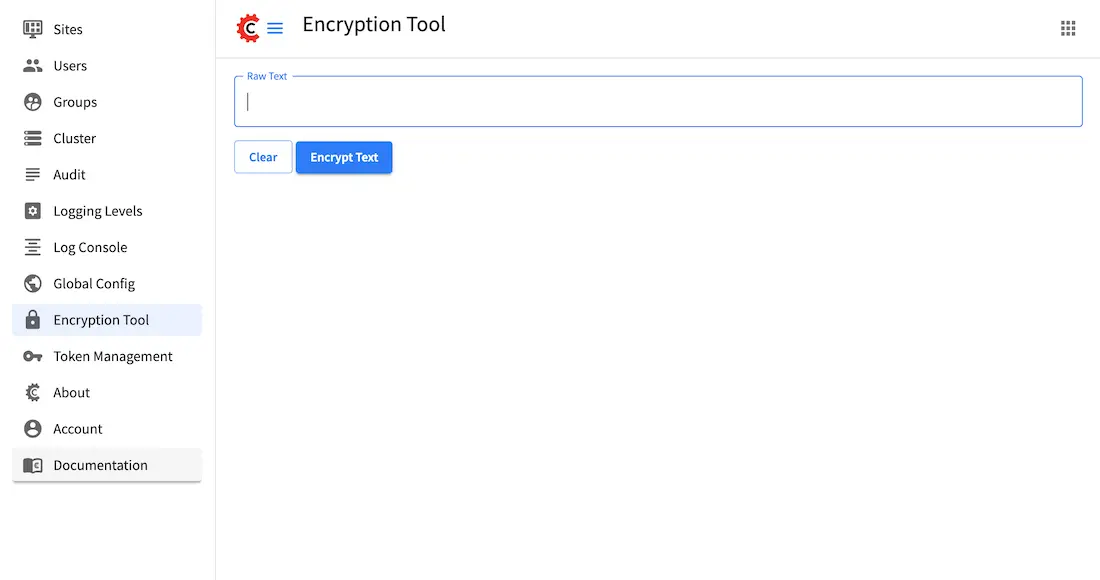 Sites
Users
Groups
Cluster
Audit
Logging Levels
Log Console
Global Config
Encryption Tool
Token Management
About
Account
Documentation
C
Encryption Tool
Raw Text
Clear
Encrypt Text